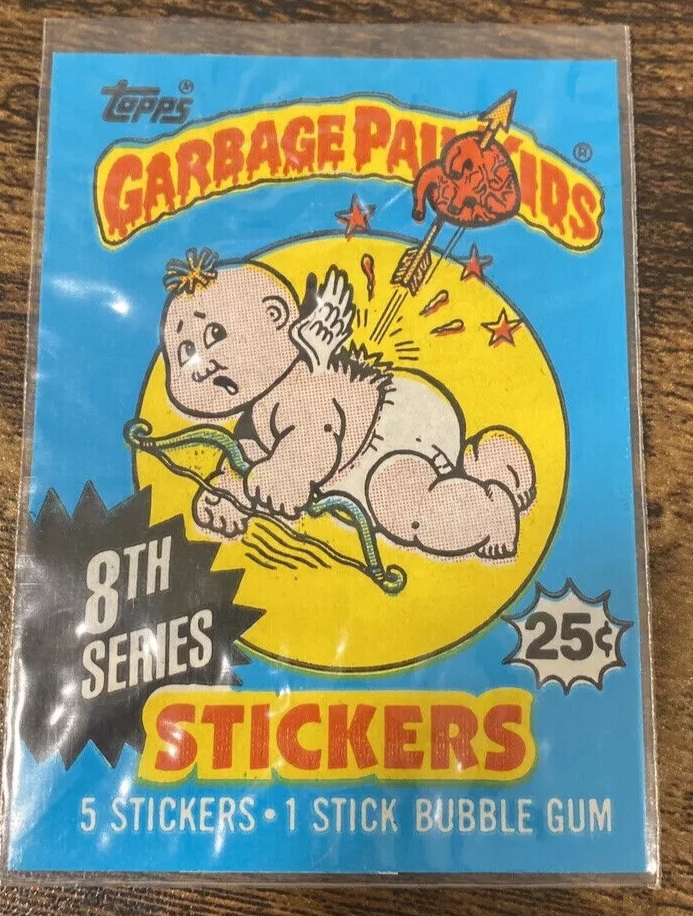 Topps®
GARBAGE PAIL KIDS®
8TH
SERIES
25¢
STICKERS
5 STICKERS • 1 STICK BUBBLE GUM